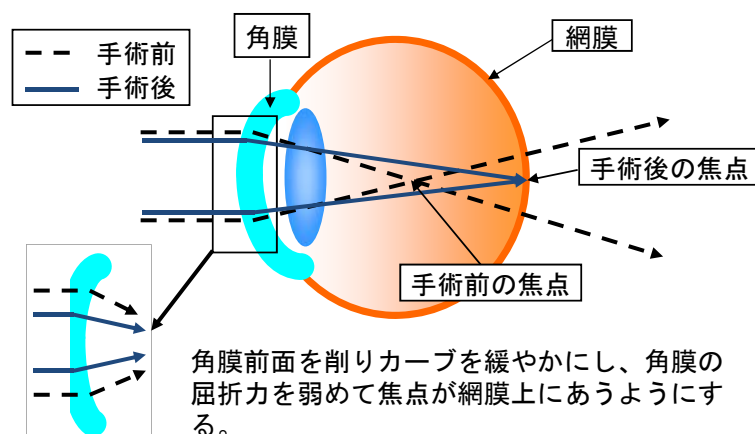 手術前
手術後
角膜
網膜
手術後の焦点
手術前の焦点
角膜前面を削りカーブを緩やかにし、角膜の
屈折力を弱めて焦点が網膜上にあうようにす
る。